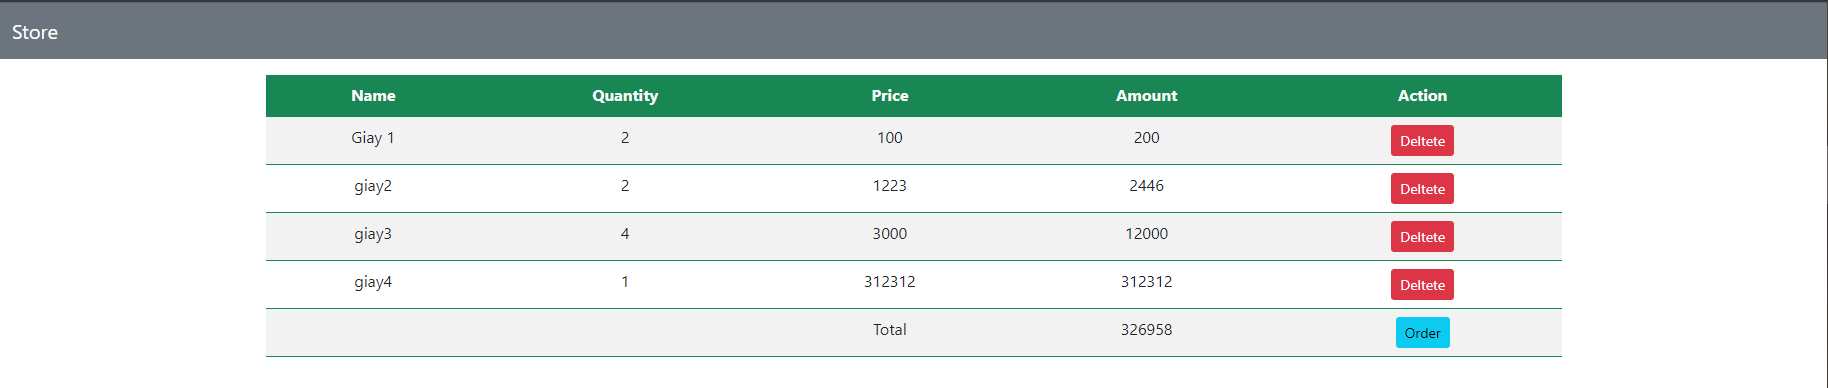 Store
Name Quantity Price Amount Action
Giay 1 2 100 200 Deltete
giay2 2 1223 2446 Deltete
giay3 4 3000 12000 Deltete
giay4 1 312312 312312 Deltete
Total 326958 Order